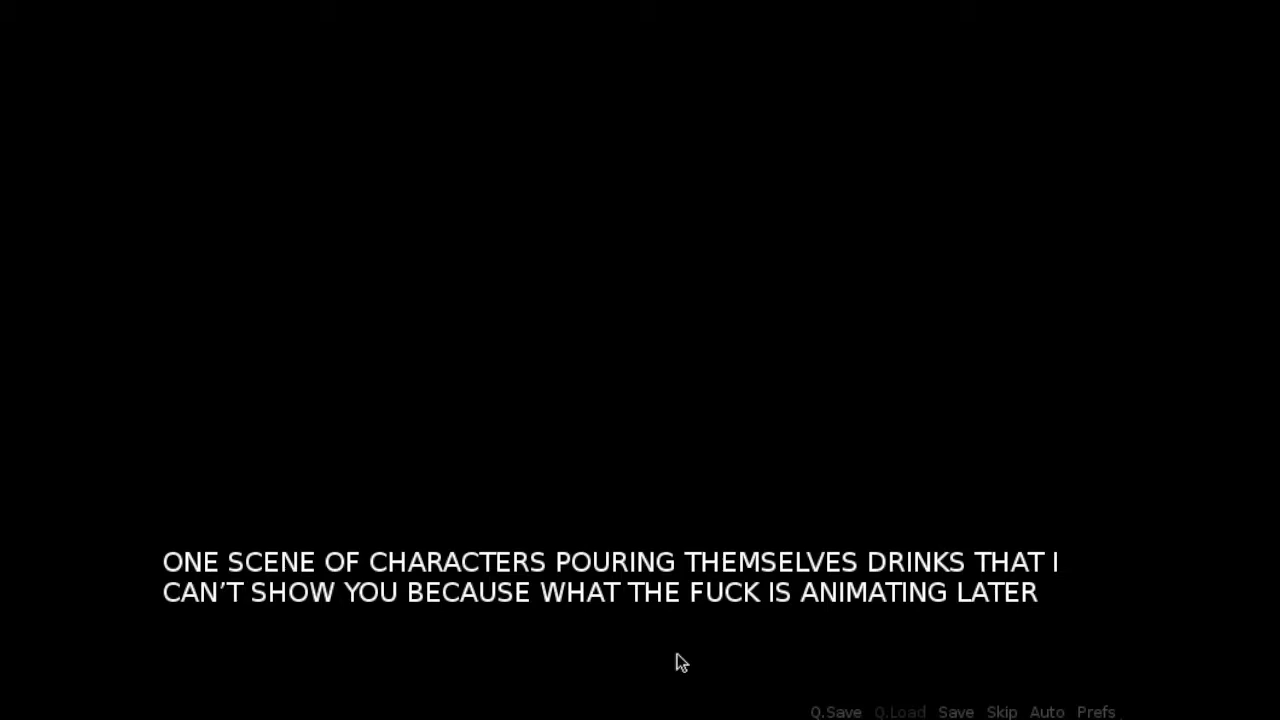 ONE SCENE OF CHARACTERS POURING THEMSELVES DRINKS THAT I
CAN’T SHOW YOU BECAUSE WHAT THE FUCK IS ANIMATING LATER
Q.Save Q.Load Save Skip Auto Prefs